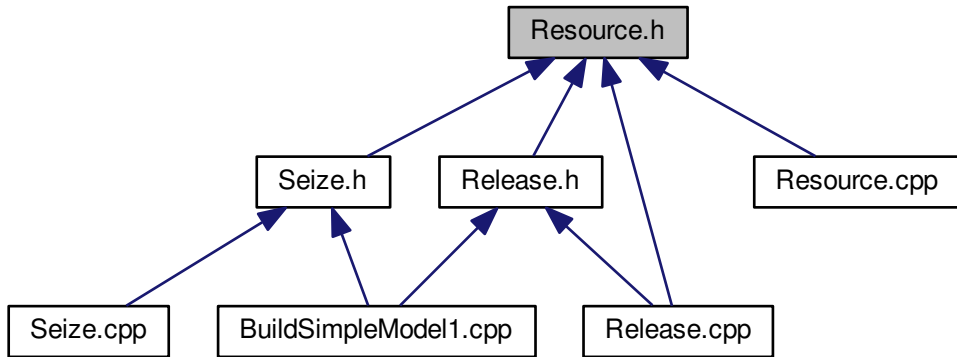 Resource.h
Seize.h
Release.h
Resource.cpp
Seize.cpp
BuildSimpleModel1.cpp
Release.cpp